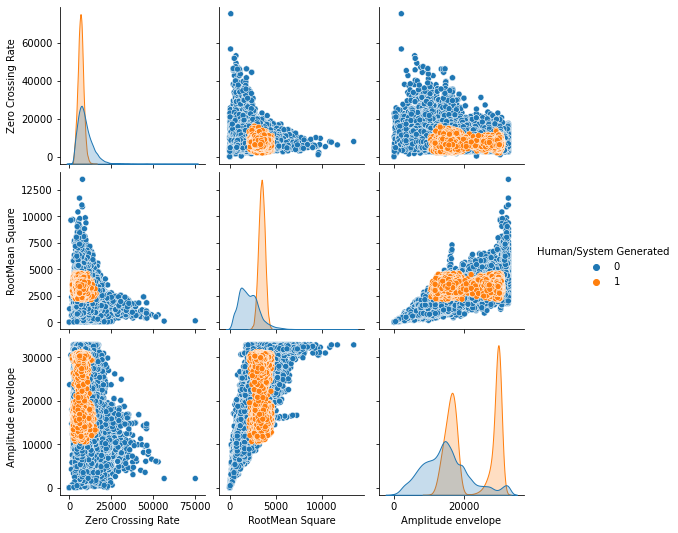 60000
40000
20000
0
Zero Crossing Rate
12500
10000
7500
5000
2500
0
RootMean Square
30000
20000
10000
0
Amplitude envelope
0 25000 50000 75000
Zero Crossing Rate
0 5000 10000
RootMean Square
0 20000
Amplitude envelope
Human/System Generated
0
1